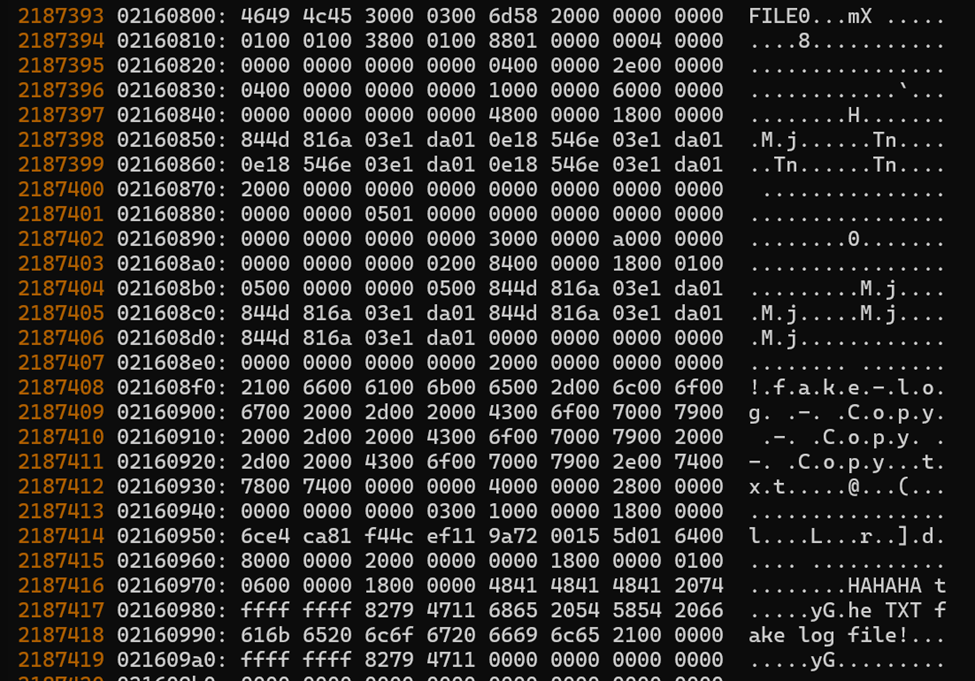 2187393 02160800: 4649 4c45 3000 0300 6d58 2000 0000 0000  FILE0...mX .....
2187394 02160810: 0100 0100 3800 0100 8801 0000 0004 0000  ....8...........
2187395 02160820: 0000 0000 0000 0000 0400 0000 2e00 0000  ................
2187396 02160830: 0400 0000 0000 0000 1000 0000 6000 0000  ............`...
2187397 02160840: 0000 0000 0000 0000 4800 0000 1800 0000  ........H.......
2187398 02160850: 844d 816a 03e1 da01 0e18 546e 03e1 da01  .M.j......Tn....
2187399 02160860: 0e18 546e 03e1 da01 0e18 546e 03e1 da01  ..Tn......Tn....
2187400 02160870: 2000 0000 0000 0000 0000 0000 0000 0000   ...............
2187401 02160880: 0000 0000 0501 0000 0000 0000 0000 0000  ................
2187402 02160890: 0000 0000 0000 0000 3000 0000 a000 0000  ........0.......
2187403 021608a0: 0000 0000 0000 0200 8400 0000 1800 0100  ................
2187404 021608b0: 0500 0000 0000 0500 844d 816a 03e1 da01  .........M.j....
2187405 021608c0: 844d 816a 03e1 da01 844d 816a 03e1 da01  .M.j.....M.j....
2187406 021608d0: 844d 816a 03e1 da01 0000 0000 0000 0000  .M.j............
2187407 021608e0: 0000 0000 0000 0000 2000 0000 0000 0000  ........ .......
2187408 021608f0: 2100 6600 6100 6b00 6500 2d00 6c00 6f00  !.f.a.k.e.-.l.o.
2187409 02160900: 6700 2000 2d00 2000 4300 6f00 7000 7900  g. .-. .C.o.p.y.
2187410 02160910: 2000 2d00 2000 4300 6f00 7000 7900 2000   .-. .C.o.p.y. .
2187411 02160920: 2d00 2000 4300 6f00 7000 7900 2e00 7400  -. .C.o.p.y...t.
2187412 02160930: 7800 7400 0000 0000 4000 0000 2800 0000  x.t.....@...(...
2187413 02160940: 0000 0000 0000 0300 1000 0000 1800 0000  ................
2187414 02160950: 6ce4 ca81 f44c ef11 9a72 0015 5d01 6400  l....L...r..].d.
2187415 02160960: 8000 0000 2000 0000 0000 1800 0000 0100  .... ...........
2187416 02160970: 0600 0000 1800 0000 4841 4841 4841 2074  ........HAHAHA t
2187417 02160980: ffff ffff 8279 4711 6865 2054 5854 2066  .....yG.he TXT f
2187418 02160990: 616b 6520 6c6f 6720 6669 6c65 2100 0000  ake log file!...
2187419 021609a0: ffff ffff 8279 4711 0000 0000 0000 0000  .....yG.........